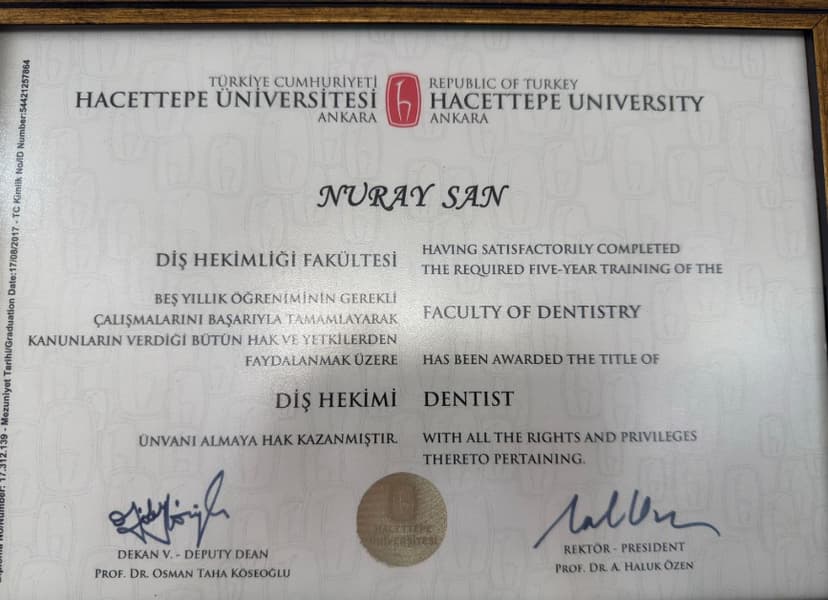 TÜRKİYE CUMHURİYETİ
HACETTEPE ÜNİVERSİTESİ
ANKARA
REPUBLIC OF TURKEY
HACETTEPE UNIVERSITY
ANKARA
NURAY SAN
DİŞ HEKİMLİĞİ FAKÜLTESİ
BEŞ YILLIK ÖĞRENİMİNİN GEREKLİ
ÇALIŞMALARINI BAŞARIYLA TAMAMLAYARAK
KANUNLARIN VERDİĞİ BÜTÜN HAK VE YETKİLERDEN
FAYDALANMAK ÜZERE
DİŞ HEKİMİ
ÜNVANI ALMAYA HAK KAZANMIŞTIR.
HAVING SATISFACTORILY COMPLETED
THE REQUIRED FIVE-YEAR TRAINING OF THE
FACULTY OF DENTISTRY
HAS BEEN AWARDED THE TITLE OF
DENTIST
WITH ALL THE RIGHTS AND PRIVILEGES
THERETO PERTAINING.
DEKAN V. - DEPUTY DEAN
PROF. DR. OSMAN TAHA KÖSEOĞLU
HACETTEPE
ÜNİVERSİTESİ
REKTÖR - PRESIDENT
PROF. DR. A. HALUK ÖZEN
No/Number: 17.312.139 - Mezuniyet Tarihi/Graduation Date:17/08/2017 - TC Kimlik No/ID Number:54421257864